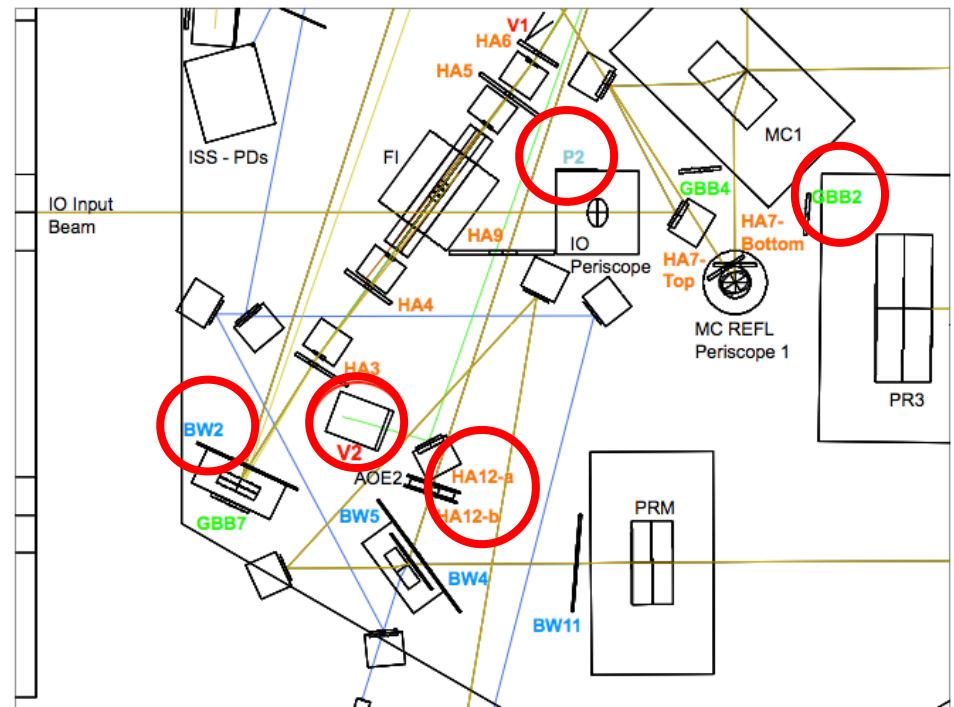 V1
HA6
HA5
MC1
ISS - PDs
FI
P2
GBB4
GBB2
IO Input
Beam
HA9
IO
Periscope
HA7-
Bottom
HA7-
Top
HA4
MC REFL
Periscope 1
HA3
PR3
BW2
V2
AOE2
HA12-a
HA12-b
GBB7
BW5
PRM
BW4
BW11